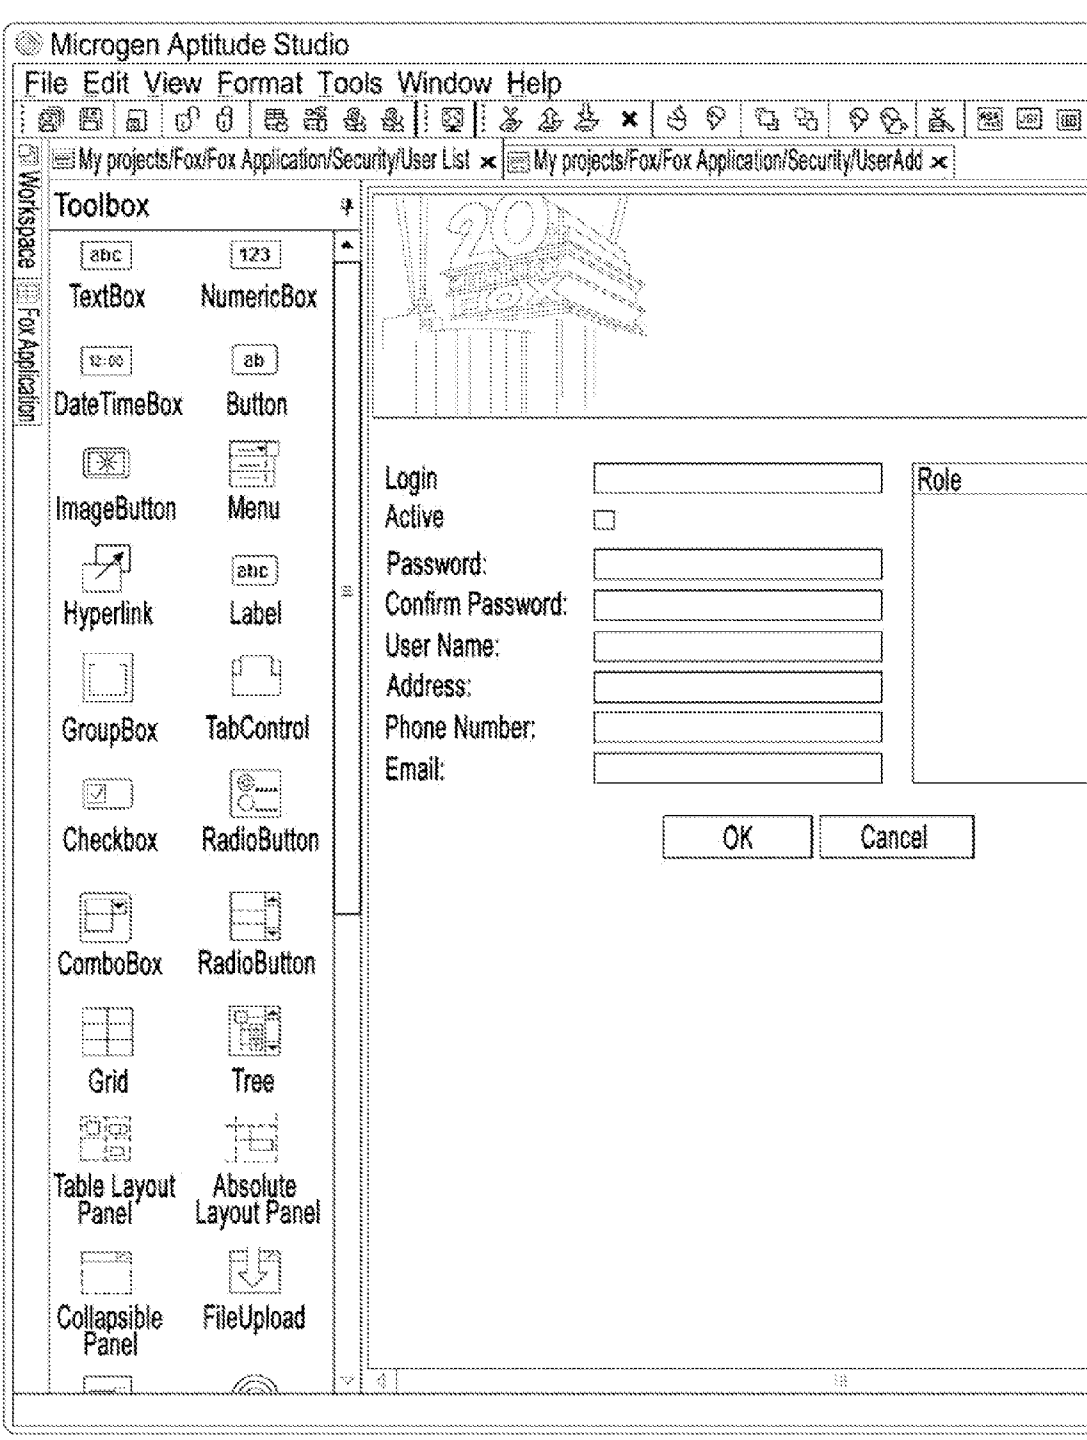 Microgen Aptitude Studio
File Edit View Format Tools Window Help
My projects/Fox/Fox Application/Security/User List
My projects/Fox/Fox Application/Security/UserAdd
Workspace
Fox Application
Toolbox
abc 123
TextBox NumericBox
12:00 ab
DateTimeBox Button
ImageButton Menu
abc
Hyperlink Label
GroupBox TabControl
Checkbox RadioButton
ComboBox RadioButton
Grid Tree
Table Layout Panel
Absolute Layout Panel
Collapsible Panel
FileUpload
20
FOX
Login
Active
Password:
Confirm Password:
User Name:
Address:
Phone Number:
Email:
Role
OK Cancel